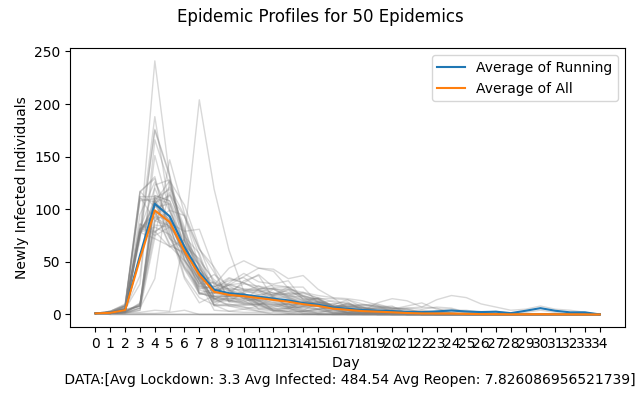 Epidemic Profiles for 50 Epidemics
250
200
150
100
50
0
Newly Infected Individuals
Average of Running
Average of All
0 1 2 3 4 5 6 7 8 9 10 11 12 13 14 15 16 17 18 19 20 21 22 23 24 25 26 27 28 29 30 31 32 33 34
Day
DATA:[Avg Lockdown: 3.3 Avg Infected: 484.54 Avg Reopen: 7.826086956521739]